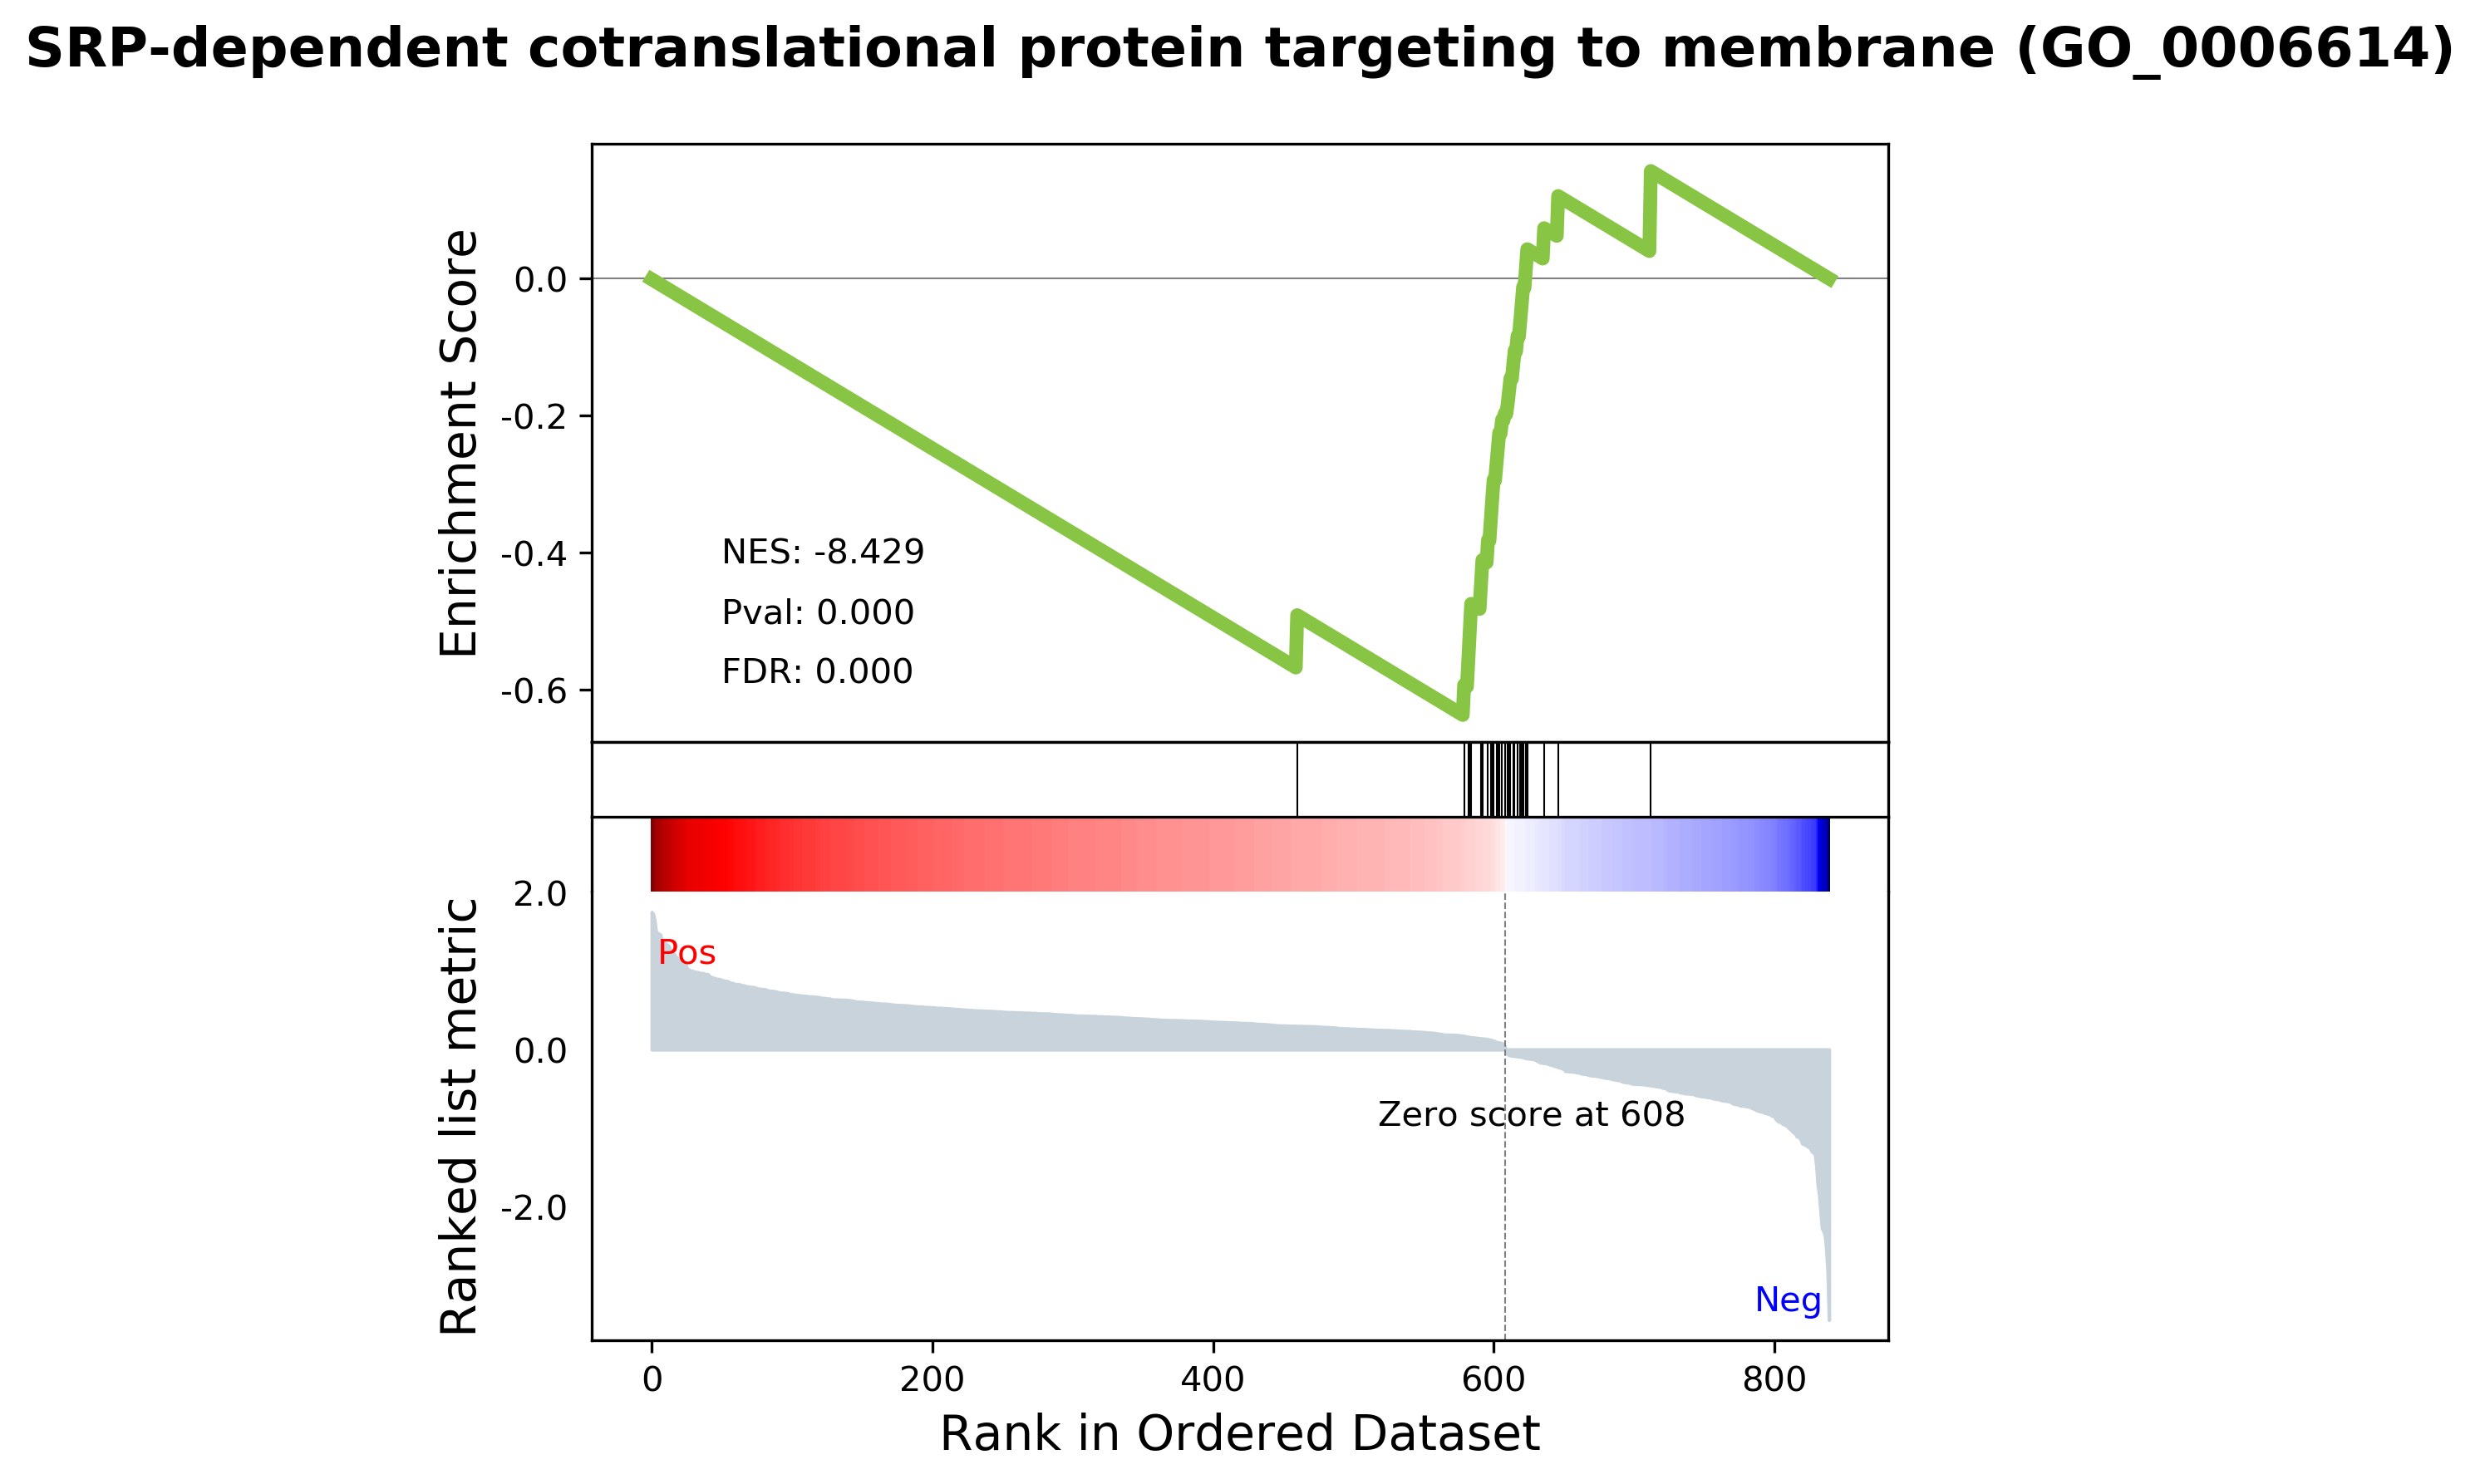 SRP-dependent cotranslational protein targeting to membrane (GO_0006614)
Enrichment Score
0.0
-0.2
-0.4
-0.6
NES: -8.429
Pval: 0.000
FDR: 0.000
Ranked list metric
2.0
0.0
-2.0
Pos
Zero score at 608
Neg
0 200 400 600 800
Rank in Ordered Dataset